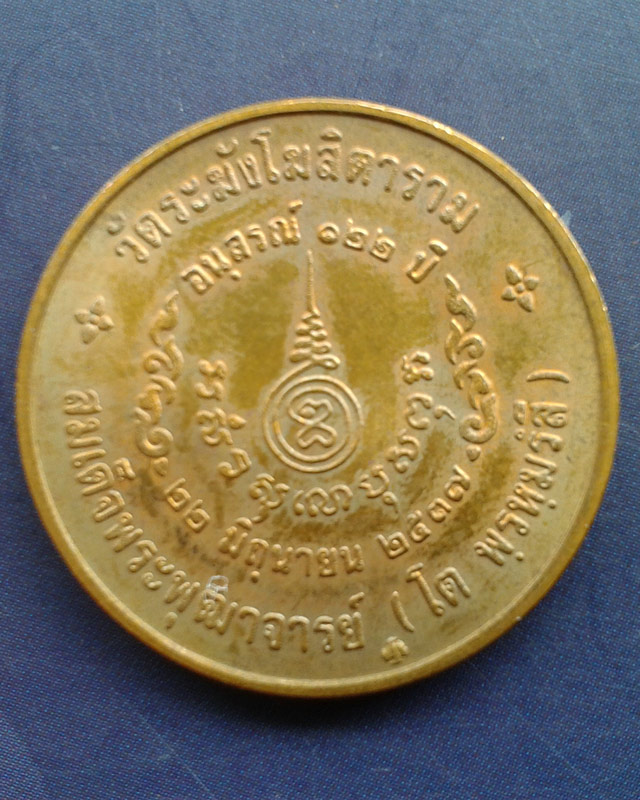 วัดระฆังโฆสิตาราม
อนุสรณ์ ๑๒๒ ปี
๒๒ มิถุนายน ๒๕๓๗
สมเด็จพระพุฒาจารย์ (โต พฺรหฺมรํสี)